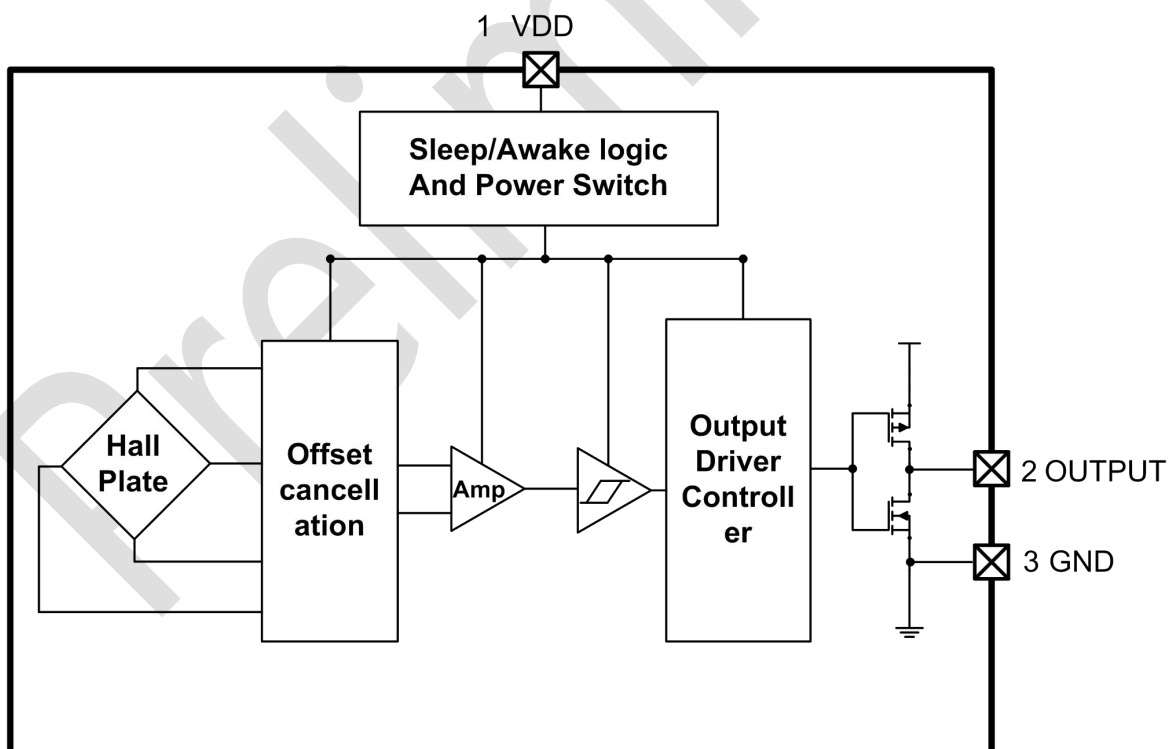 1 VDD
Sleep/Awake logic
And Power Switch
Hall
Plate
Offset
cancell
ation
Amp
Output
Driver
Controll
er
2 OUTPUT
3 GND
Prelim